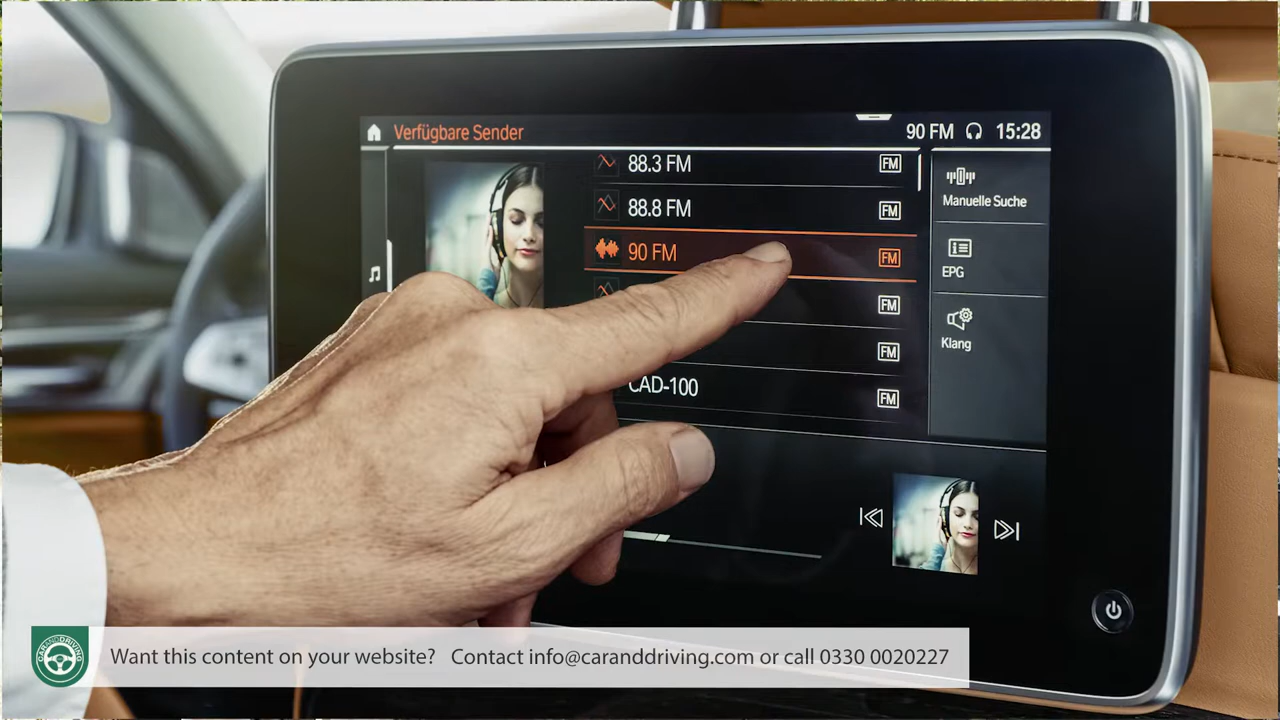 Verfügbare Sender
90 FM 15:28
88.3 FM FM
88.8 FM FM
90 FM FM
FM
FM
CAD-100 FM
Manuelle Suche
EPG
Klang
CARANDDRIVING
Want this content on your website? Contact info@caranddriving.com or call 0330 0020227